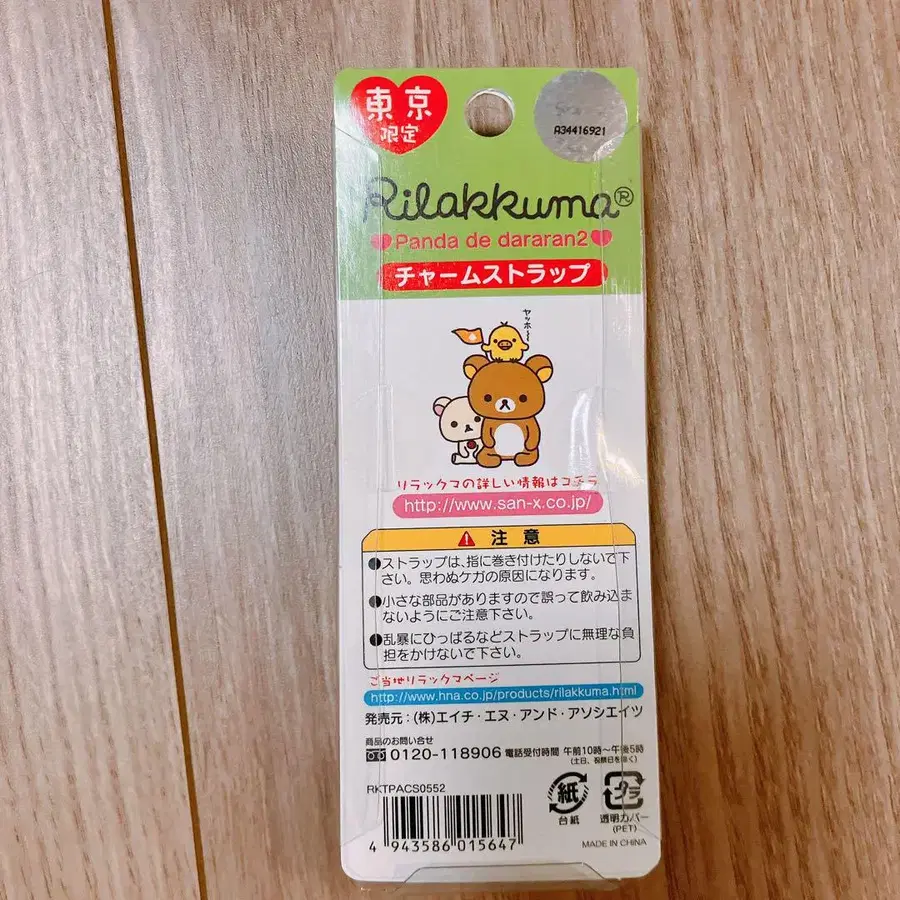 東京
限定
A34416921
Rilakkuma®
Panda de dararan2
チャームストラップ
ヤッホ〜
リラックマの詳しい情報はコチラ
http://www.san-x.co.jp/
注意
●ストラップは、指に巻き付けたりしないで下
さい。思わぬケガの原因になります。
●小さな部品がありますので誤って飲み込ま
ないようにご注意下さい。
●乱暴にひっぱるなどストラップに無理な負
担をかけないで下さい。
ご当地リラックマページ
http://www.hna.co.jp/products/rilakkuma.html
発売元：(株)エイチ・エヌ・アンド・アソシエイツ
商品のお問い合せ
0120-118906 電話受付時間 午前10時〜午後5時
(土日、祝祭日を除く)
RKTPACS0552
4 943586 015647
紙
台紙
プラ
透明カバー
(PET)
MADE IN CHINA